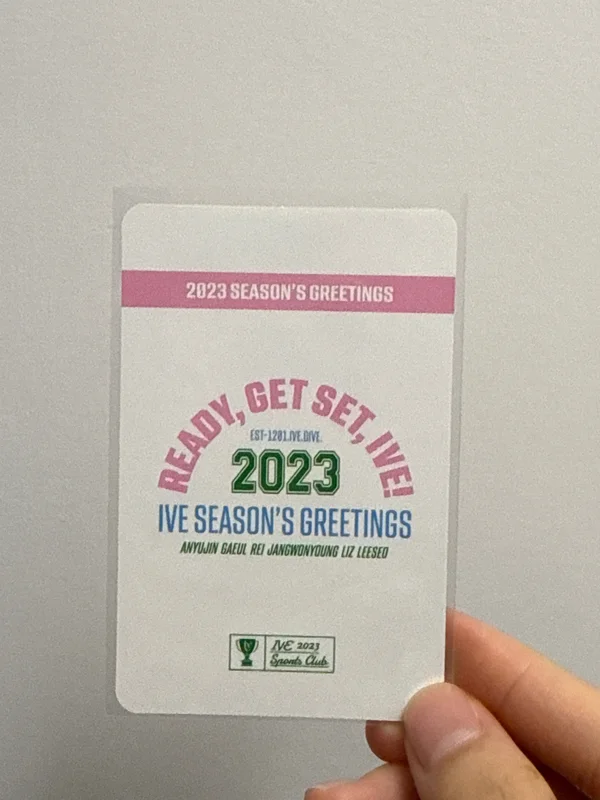 2023 SEASON'S GREETINGS
READY, GET SET, IVE!
EST-1201.IVE.DIVE.
2023
IVE SEASON'S GREETINGS
ANYUJIN GAEUL REI JANGWONYOUNG LIZ LEESEO
IVE 2023
Sports Club